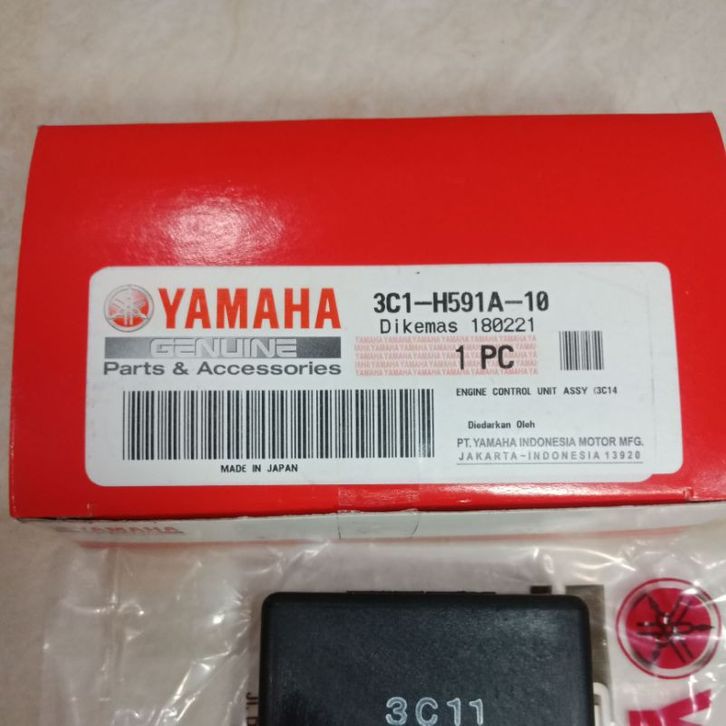 YAMAHA
GENUINE
Parts & Accessories
3C1-H591A-10
Dikemas 180221
1 PC
ENGINE CONTROL UNIT ASSY (3C14
Diedarkan Oleh
PT. YAMAHA INDONESIA MOTOR MFG.
JAKARTA-INDONESIA 13920
MADE IN JAPAN
YAMAHA
3C11